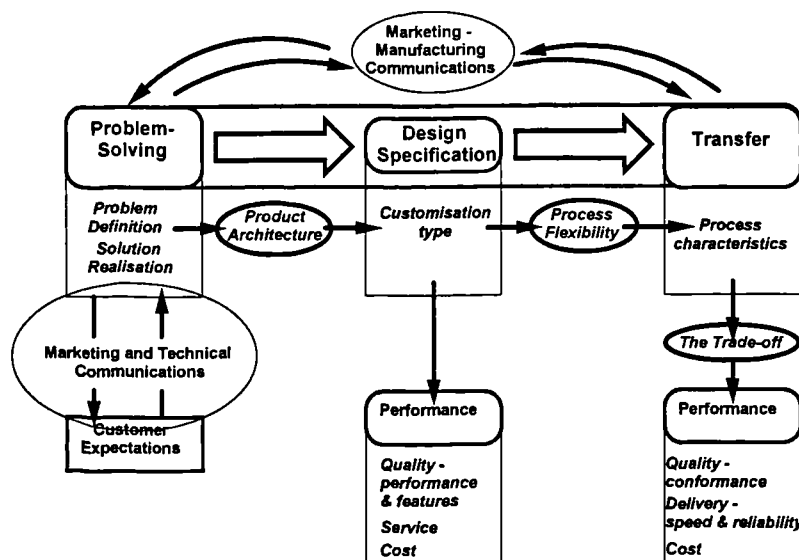 Marketing -
Manufacturing
Communications
Problem-
Solving
Design
Specification
Transfer
Problem
Definition
Solution
Realisation
Product
Architecture
Customisation
type
Process
Flexibility
Process
characteristics
Marketing and Technical
Communications
Customer
Expectations
The Trade-off
Performance
Quality -
performance
& features
Service
Cost
Performance
Quality -
conformance
Delivery -
speed & reliability
Cost